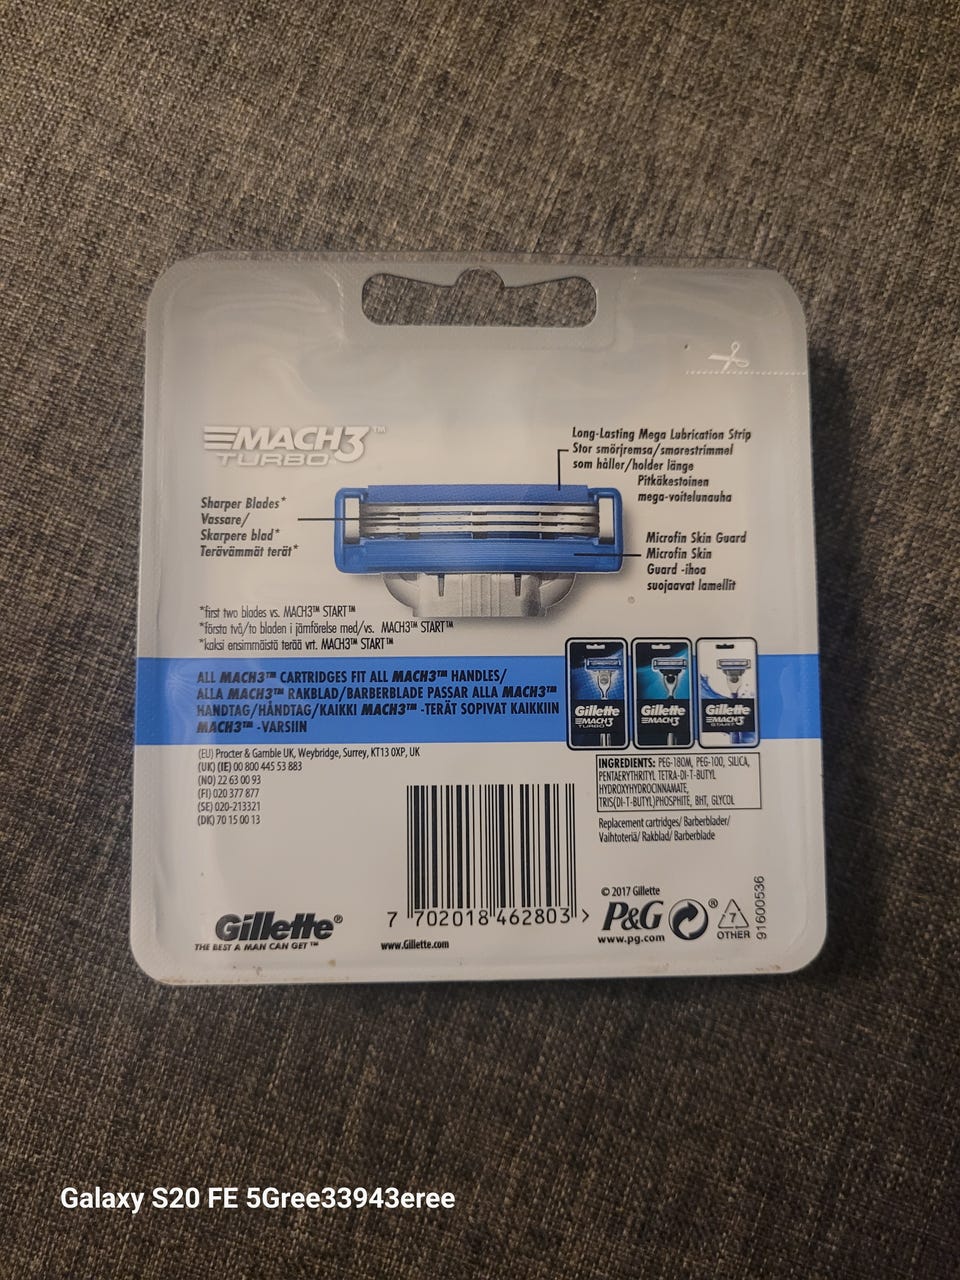 MACH3™
TURBO
Long-Lasting Mega Lubrication Strip
Stor smörjremsa/smørestrimmel
som håller/holder länge
Pitkäkestoinen
mega-voitelunauha
Sharper Blades*
Vassare/
Skarpere blad*
Terävämmät terät*
Microfin Skin Guard
Microfin Skin
Guard -ihoa
suojaavat lamellit
*first two blades vs. MACH3™ START™
*första två/to bladen i jämförelse med/vs. MACH3™ START™
*kaksi ensimmäistä terää vrt. MACH3™ START™
ALL MACH3™ CARTRIDGES FIT ALL MACH3™ HANDLES/
ALLA MACH3™ RAKBLAD/BARBERBLADE PASSAR ALLA MACH3™
HANDTAG/HÅNDTAG/KAIKKI MACH3™ -TERÄT SOPIVAT KAIKKIIN
MACH3™ -VARSIIN
Gillette
MACH3
TURBO
Gillette
MACH3
Gillette
MACH3
START
(EU) Procter & Gamble UK, Weybridge, Surrey, KT13 0XP, UK
(UK) (IE) 00 800 445 53 883
(NO) 22 63 00 93
(FI) 020 377 877
(SE) 020-213321
(DK) 70 15 00 13
INGREDIENTS: PEG-180M, PEG-100, SILICA,
PENTAERYTHRITYL TETRA-DI-T-BUTYL
HYDROXYHYDROCINNAMATE,
TRIS(DI-T-BUTYL)PHOSPHITE, BHT, GLYCOL
Replacement cartridges/ Barberblader/
Vaihtoteriä/ Rakblad/ Barberblade
7 702018 462803 >
Gillette®
THE BEST A MAN CAN GET™
www.Gillette.com
© 2017 Gillette
P&G
www.pg.com
®
7
OTHER
91600536
Galaxy S20 FE 5Gree33943eree